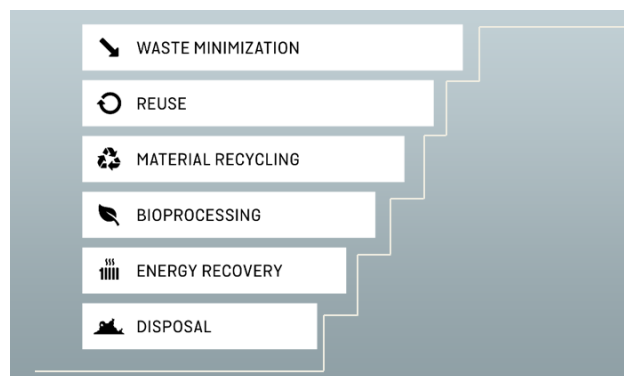 WASTE MINIMIZATION
REUSE
MATERIAL RECYCLING
BIOPROCESSING
ENERGY RECOVERY
DISPOSAL